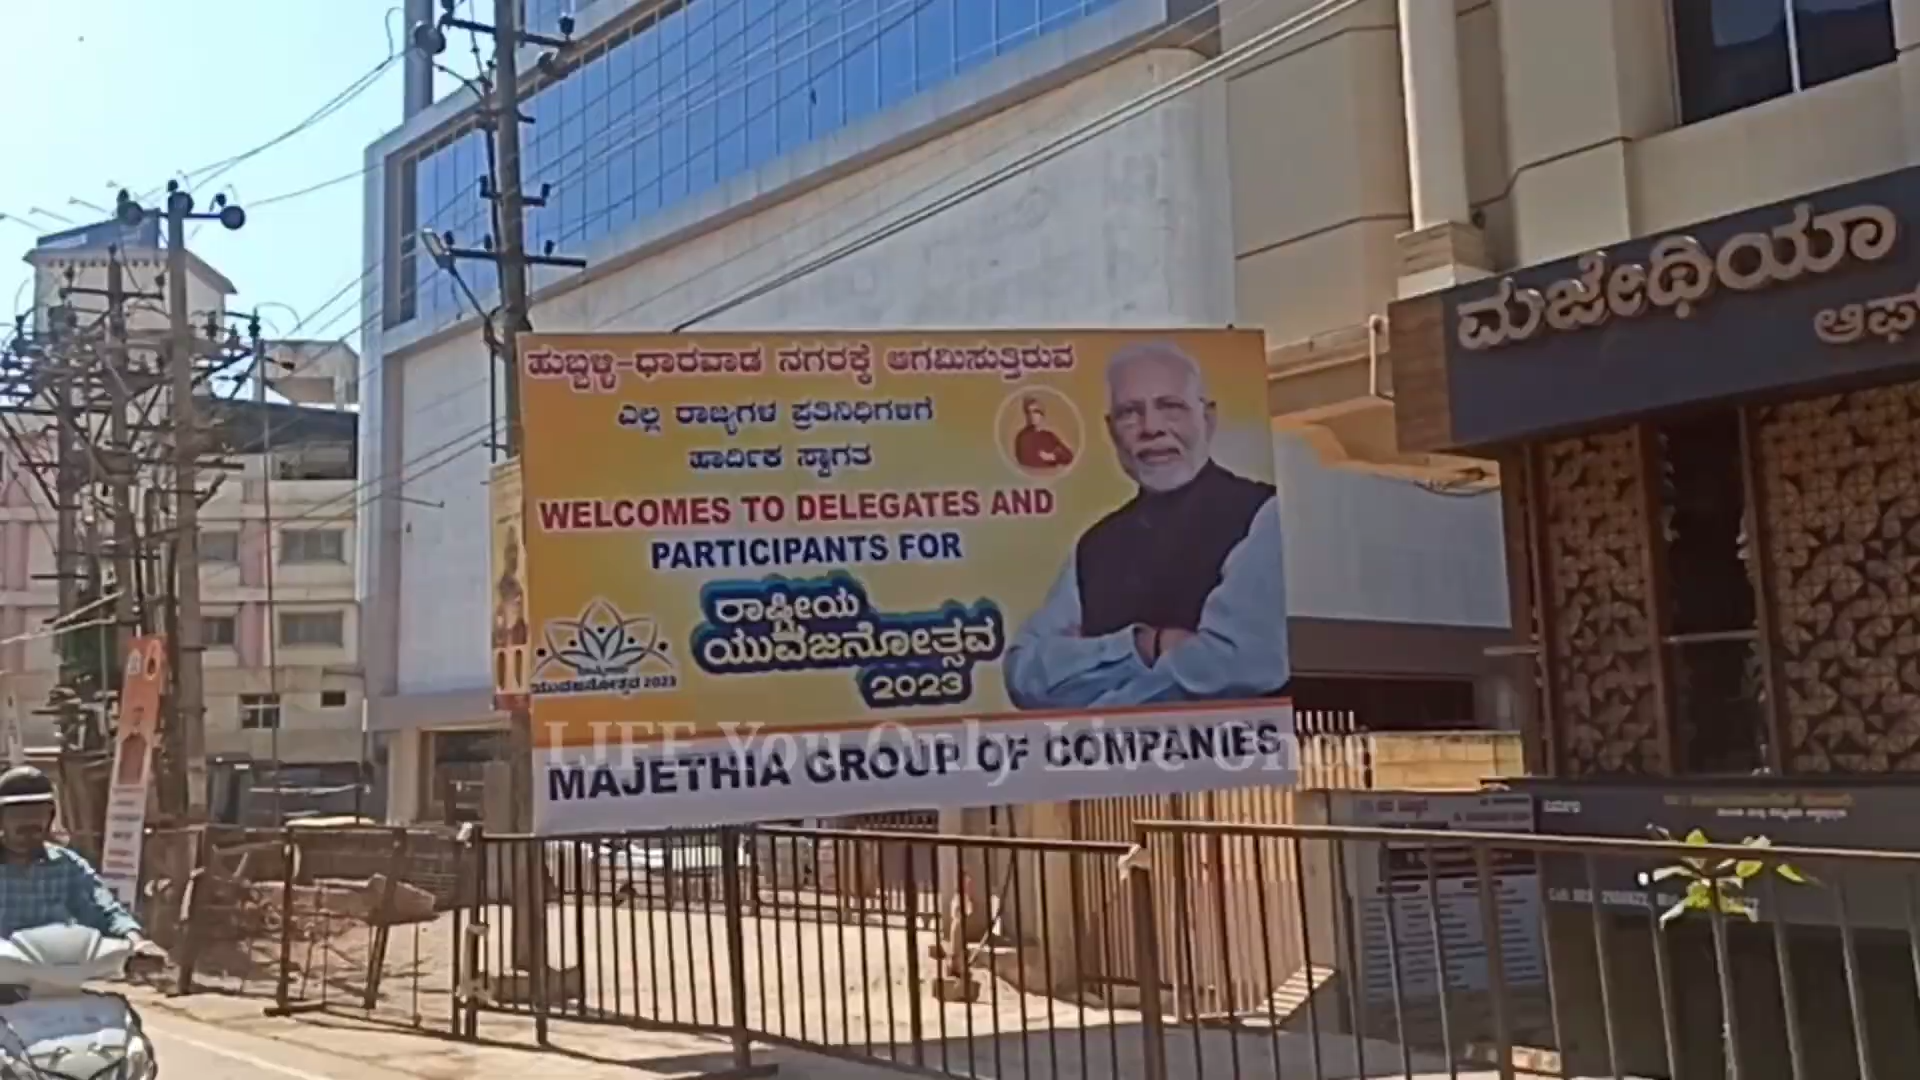 ಹುಬ್ಬಳ್ಳಿ-ಧಾರವಾಡ ನಗರಕ್ಕೆ ಆಗಮಿಸುತ್ತಿರುವ
ಎಲ್ಲ ರಾಜ್ಯಗಳ ಪ್ರತಿನಿಧಿಗಳಿಗೆ
ಹಾರ್ದಿಕ ಸ್ವಾಗತ
WELCOMES TO DELEGATES AND
PARTICIPANTS FOR
ರಾಷ್ಟ್ರೀಯ
ಯುವಜನೋತ್ಸವ
2023
ಯುವಜನೋತ್ಸವ 2023
LIFE You Only Live Once
MAJETHIA GROUP OF COMPANIES
ಮಜೇಥಿಯಾ